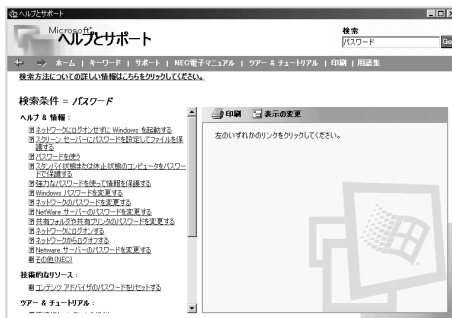 ヘルプとサポート
Microsoft
ヘルプとサポート
検索
パスワード
Go
ホーム | キーワード | サポート | NEC電子マニュアル | ツアー & チュートリアル | 印刷 | 用語集
検索方法についての詳しい情報はこちらをクリックしてください。
検索条件 = パスワード
ヘルプ & 情報 :
ネットワークにログオンせずに Windows を起動する
スクリーン セーバーにパスワードを設定してファイルを保
護する
パスワードを使う
スタンバイ状態または休止状態のコンピュータをパスワー
ドで保護する
強力なパスワードを使って情報を保護する
Windows パスワードを変更する
ネットワークのパスワードを変更する
NetWare サーバーのパスワードを変更する
共有フォルダや共有プリンタのパスワードを変更する
ネットワークにログオンする
ネットワークからログオフする
Netware サーバーのパスワードを変更する
その他(NEC)
技術的なリソース :
コンテンツ アドバイザのパスワードをリセットする
ツアー & チュートリアル :
印刷 表示の変更
左のいずれかのリンクをクリックしてください。